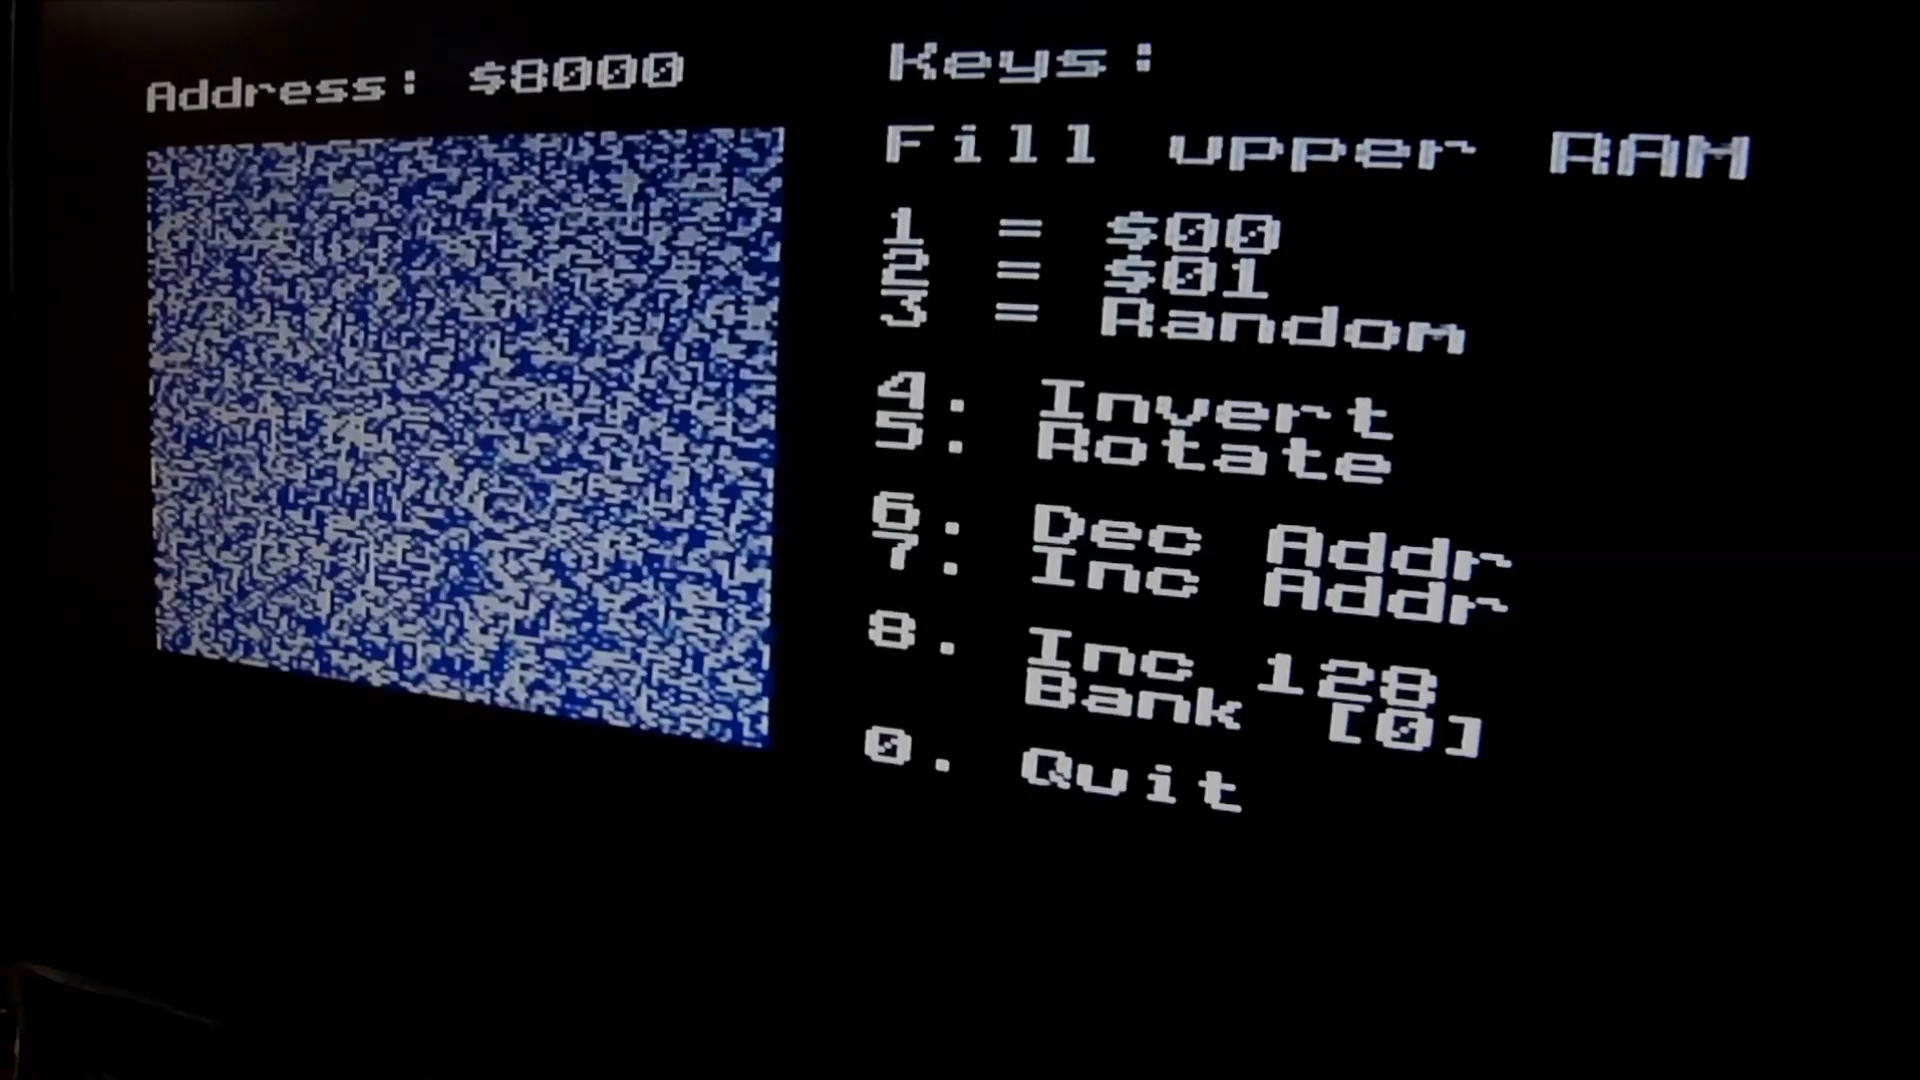 Address: $8000
Keys:
Fill upper RAM
1 = $00
2 = $01
3 = Random
4. Invert
5. Rotate
6. Dec Addr
7. Inc Addr
8. Inc 128
Bank [0]
0. Quit